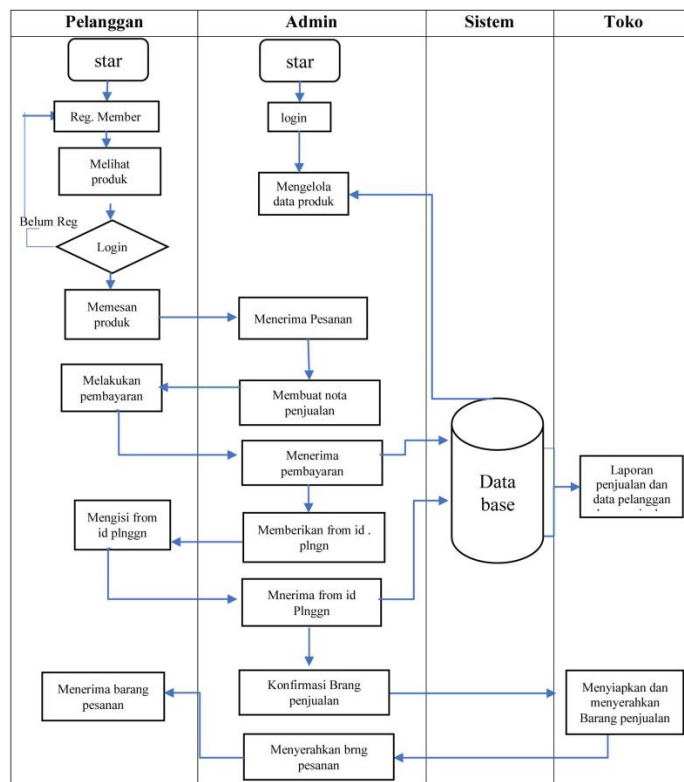 Pelanggan
Admin
Sistem
Toko
star
star
Reg. Member
login
Melihat
produk
Mengelola
data produk
Belum Reg
Login
Memesan
produk
Menerima Pesanan
Melakukan
pembayaran
Membuat nota
penjualan
Menerima
pembayaran
Data
base
Laporan
penjualan dan
data pelanggan
Mengisi from
id plnggn
Memberikan from id .
plngn
Mnerima from id
Plnggn
Menerima barang
pesanan
Konfirmasi Brang
penjualan
Menyiapkan dan
menyerahkan
Barang penjualan
Menyerahkan brng
pesanan